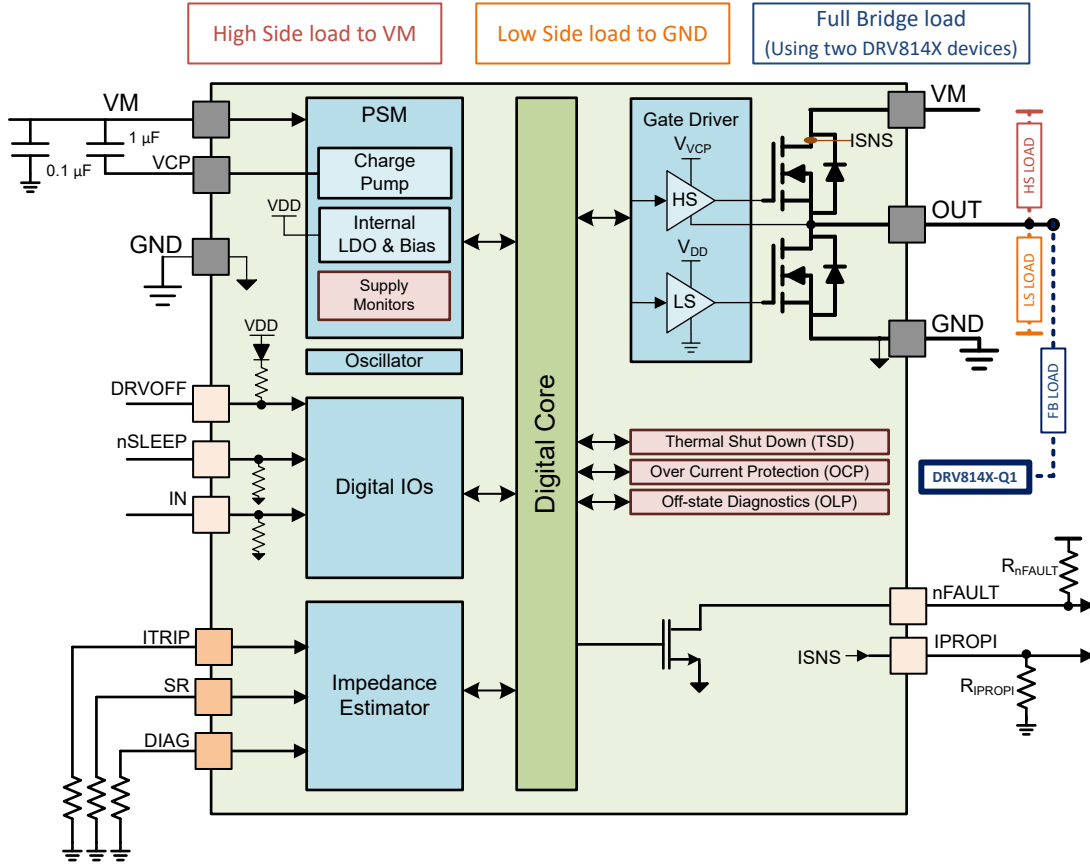 High Side load to VM
Low Side load to GND
Full Bridge load
(Using two DRV814X devices)
VM
1 μF
0.1 μF
VCP
GND
PSM
Charge
Pump
VDD
Internal
LDO & Bias
Supply
Monitors
Oscillator
VDD
DRVOFF
nSLEEP
IN
Digital IOs
ITRIP
SR
DIAG
Impedance
Estimator
Digital Core
Gate Driver
VVCP
HS
VDD
LS
ISNS
VM
OUT
GND
HS LOAD
LS LOAD
FB LOAD
DRV814X-Q1
Thermal Shut Down (TSD)
Over Current Protection (OCP)
Off-state Diagnostics (OLP)
RnFAULT
nFAULT
ISNS
IPROPI
RIPROPI